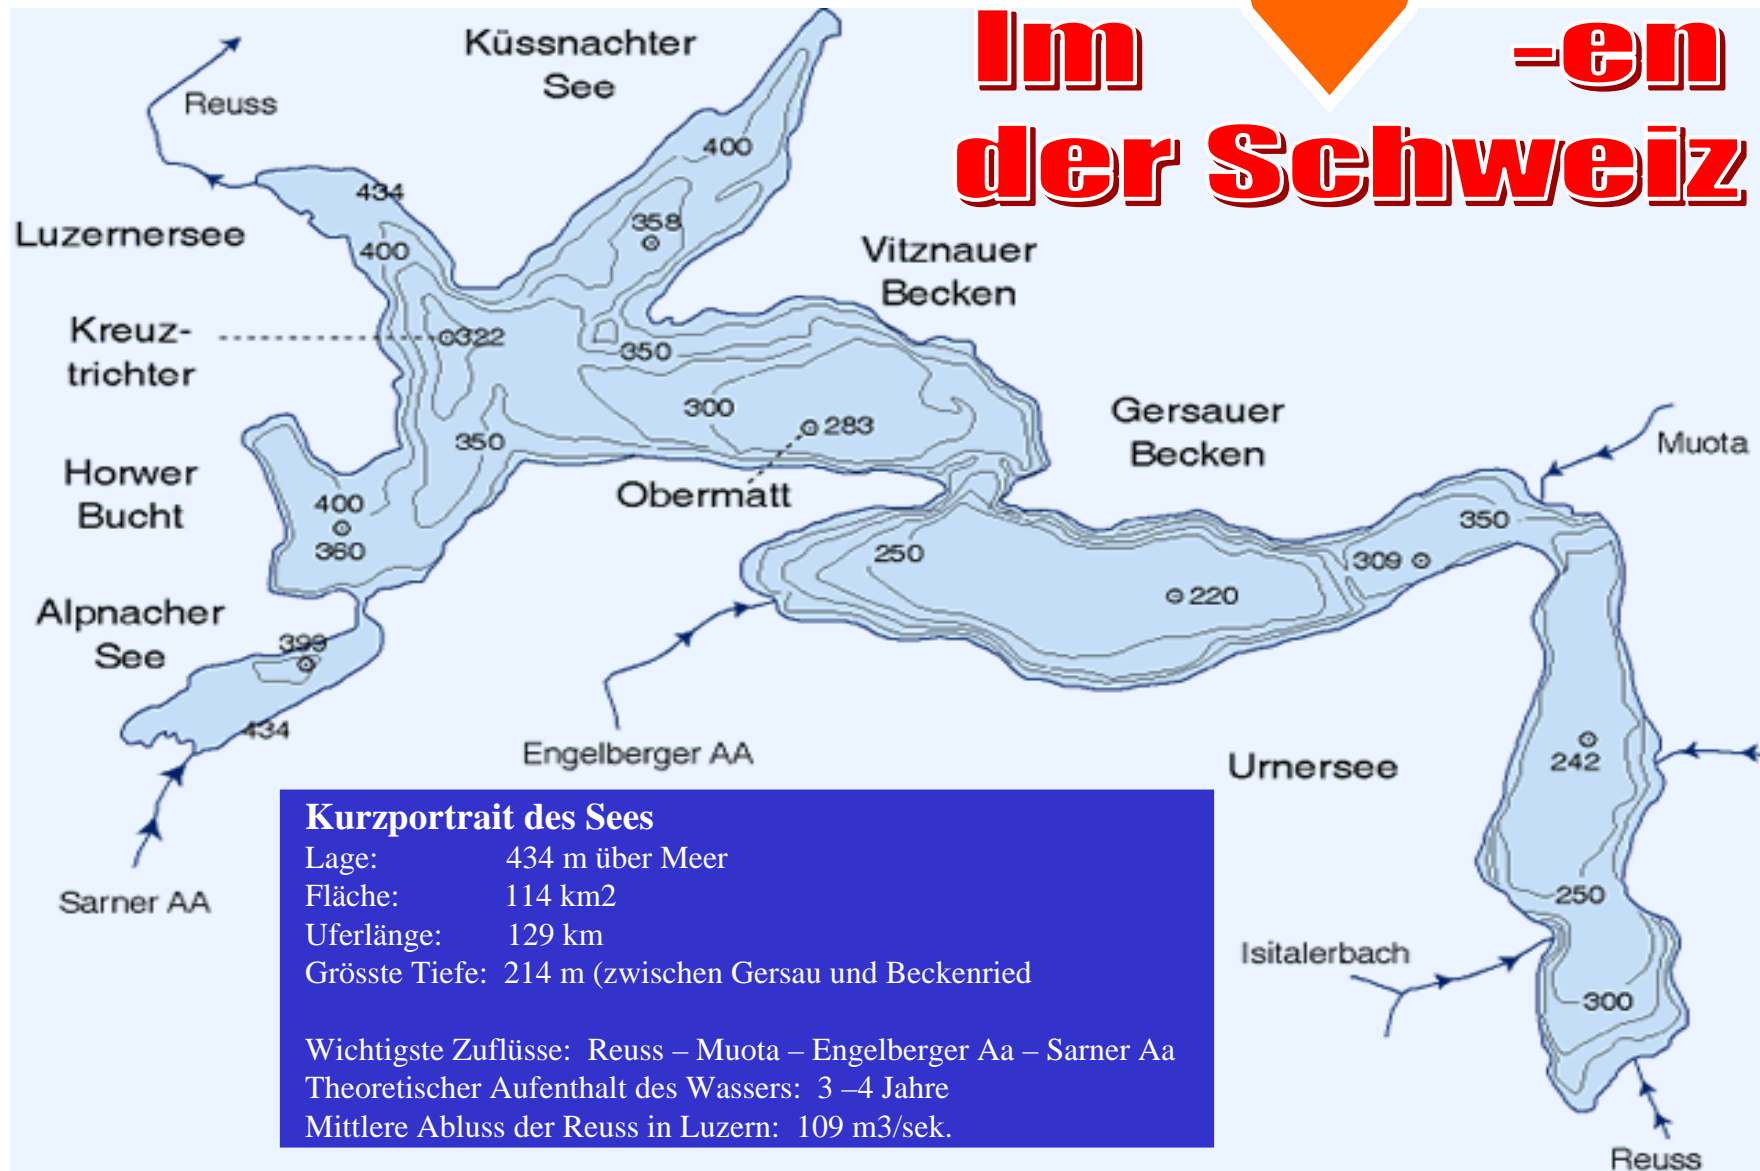 Im -en
der Schweiz
Küssnachter
See
Reuss
400
434
358
Luzernersee
400
Vitznauer
Becken
Kreuz-
trichter
322
350
300
283
Gersauer
Becken
350
Muota
Horwer
Bucht
Obermatt
400
360
250
350
309
220
Alpnacher
See
399
434
Engelberger AA
Urnersee
242
Sarner AA
250
Isitalerbach
300
Reuss
Kurzportrait des Sees
Lage: 434 m über Meer
Fläche: 114 km2
Uferlänge: 129 km
Grösste Tiefe: 214 m (zwischen Gersau und Beckenried
Wichtigste Zuflüsse: Reuss – Muota – Engelberger Aa – Sarner Aa
Theoretischer Aufenthalt des Wassers: 3 –4 Jahre
Mittlere Abluss der Reuss in Luzern: 109 m3/sek.